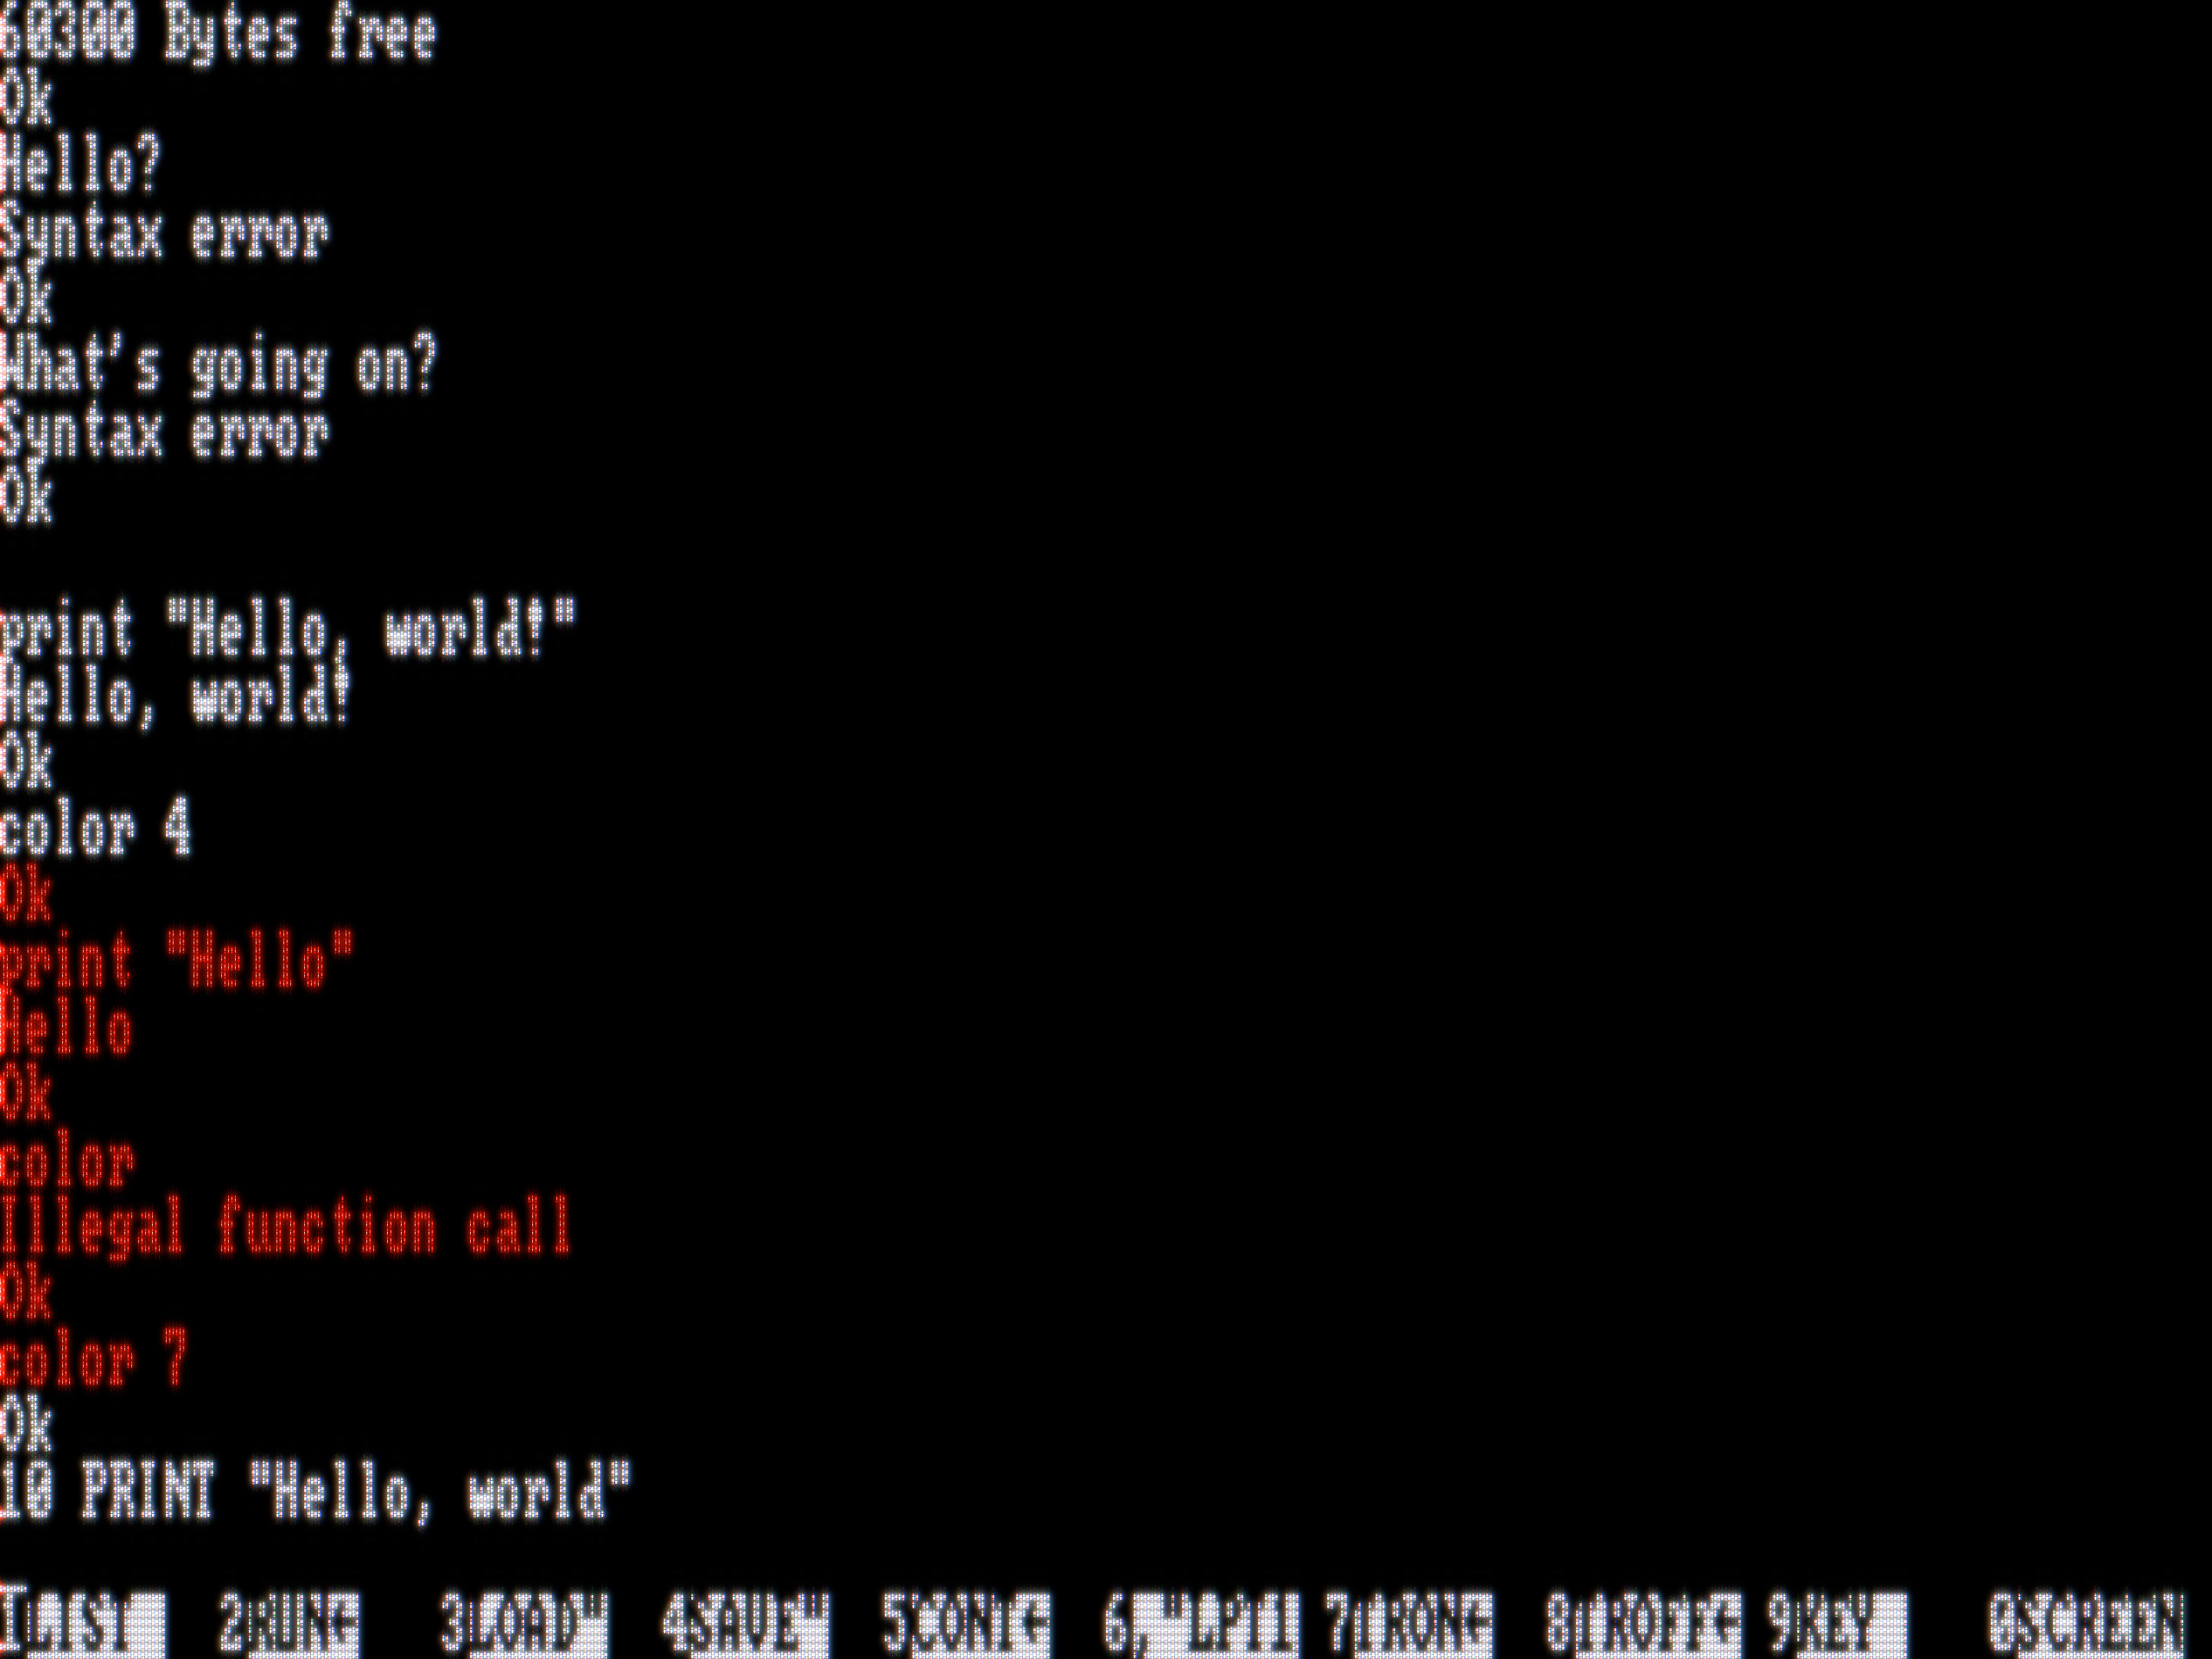 60300 Bytes free
Ok
Hello?
Syntax error
Ok
What's going on?
Syntax error
Ok
print "Hello, world!"
Hello, world!
Ok
color 4
Ok
print "Hello"
Hello
Ok
color
Illegal function call
Ok
color 7
Ok
10 PRINT "Hello, world"
1LIST 2RUN← 3LOAD" 4SAVE" 5CONT← 6,"LPT1 7TRON← 8TROFF← 9KEY 0SCREEN